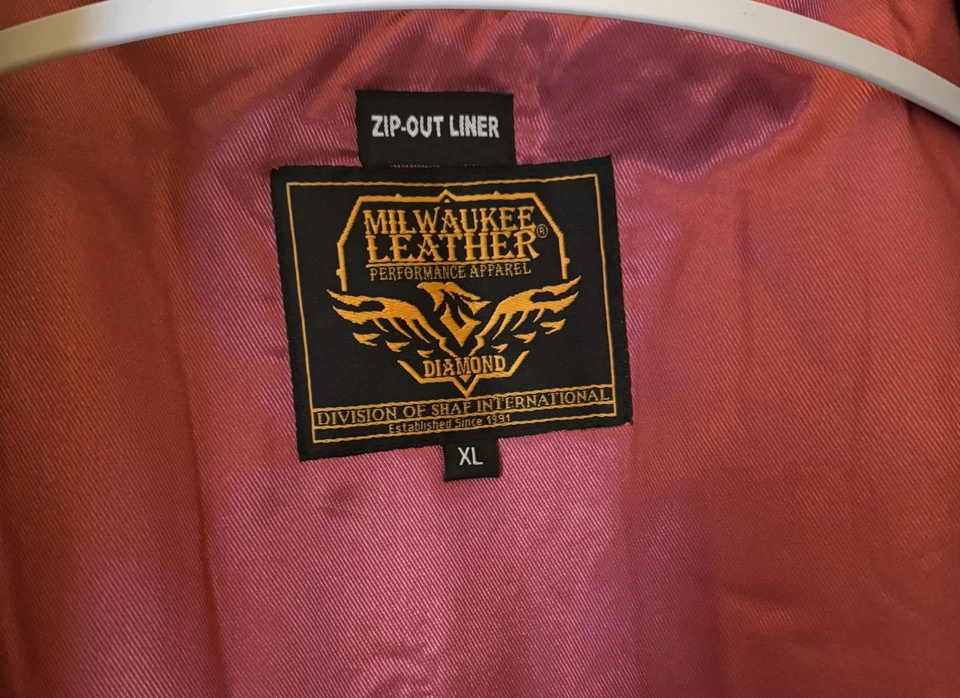 ZIP-OUT LINER
MILWAUKEE
LEATHER®
PERFORMANCE APPAREL
DIAMOND
DIVISION OF SHAF INTERNATIONAL
Established Since 1991
XL